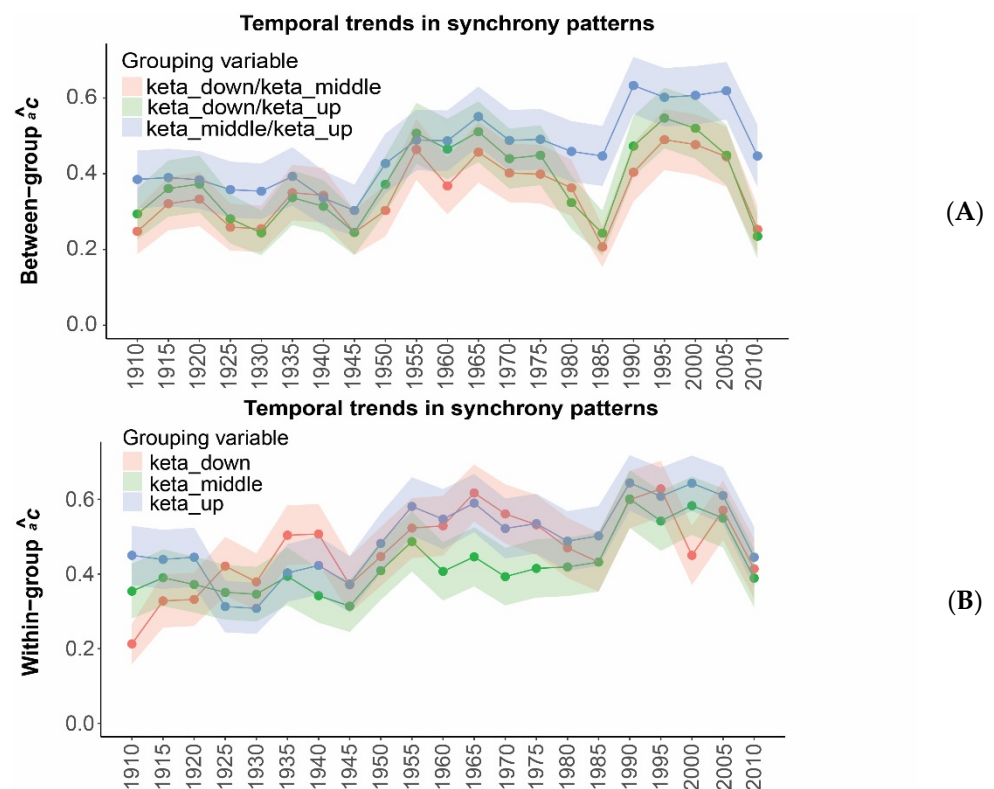 Temporal trends in synchrony patterns
Grouping variable
keta_down/keta_middle
keta_down/keta_up
keta_middle/keta_up
Between−group âc
0.6
0.4
0.2
0.0
1910 1915 1920 1925 1930 1935 1940 1945 1950 1955 1960 1965 1970 1975 1980 1985 1990 1995 2000 2005 2010
(A)
Temporal trends in synchrony patterns
Grouping variable
keta_down
keta_middle
keta_up
Within−group âc
0.6
0.4
0.2
0.0
1910 1915 1920 1925 1930 1935 1940 1945 1950 1955 1960 1965 1970 1975 1980 1985 1990 1995 2000 2005 2010
(B)